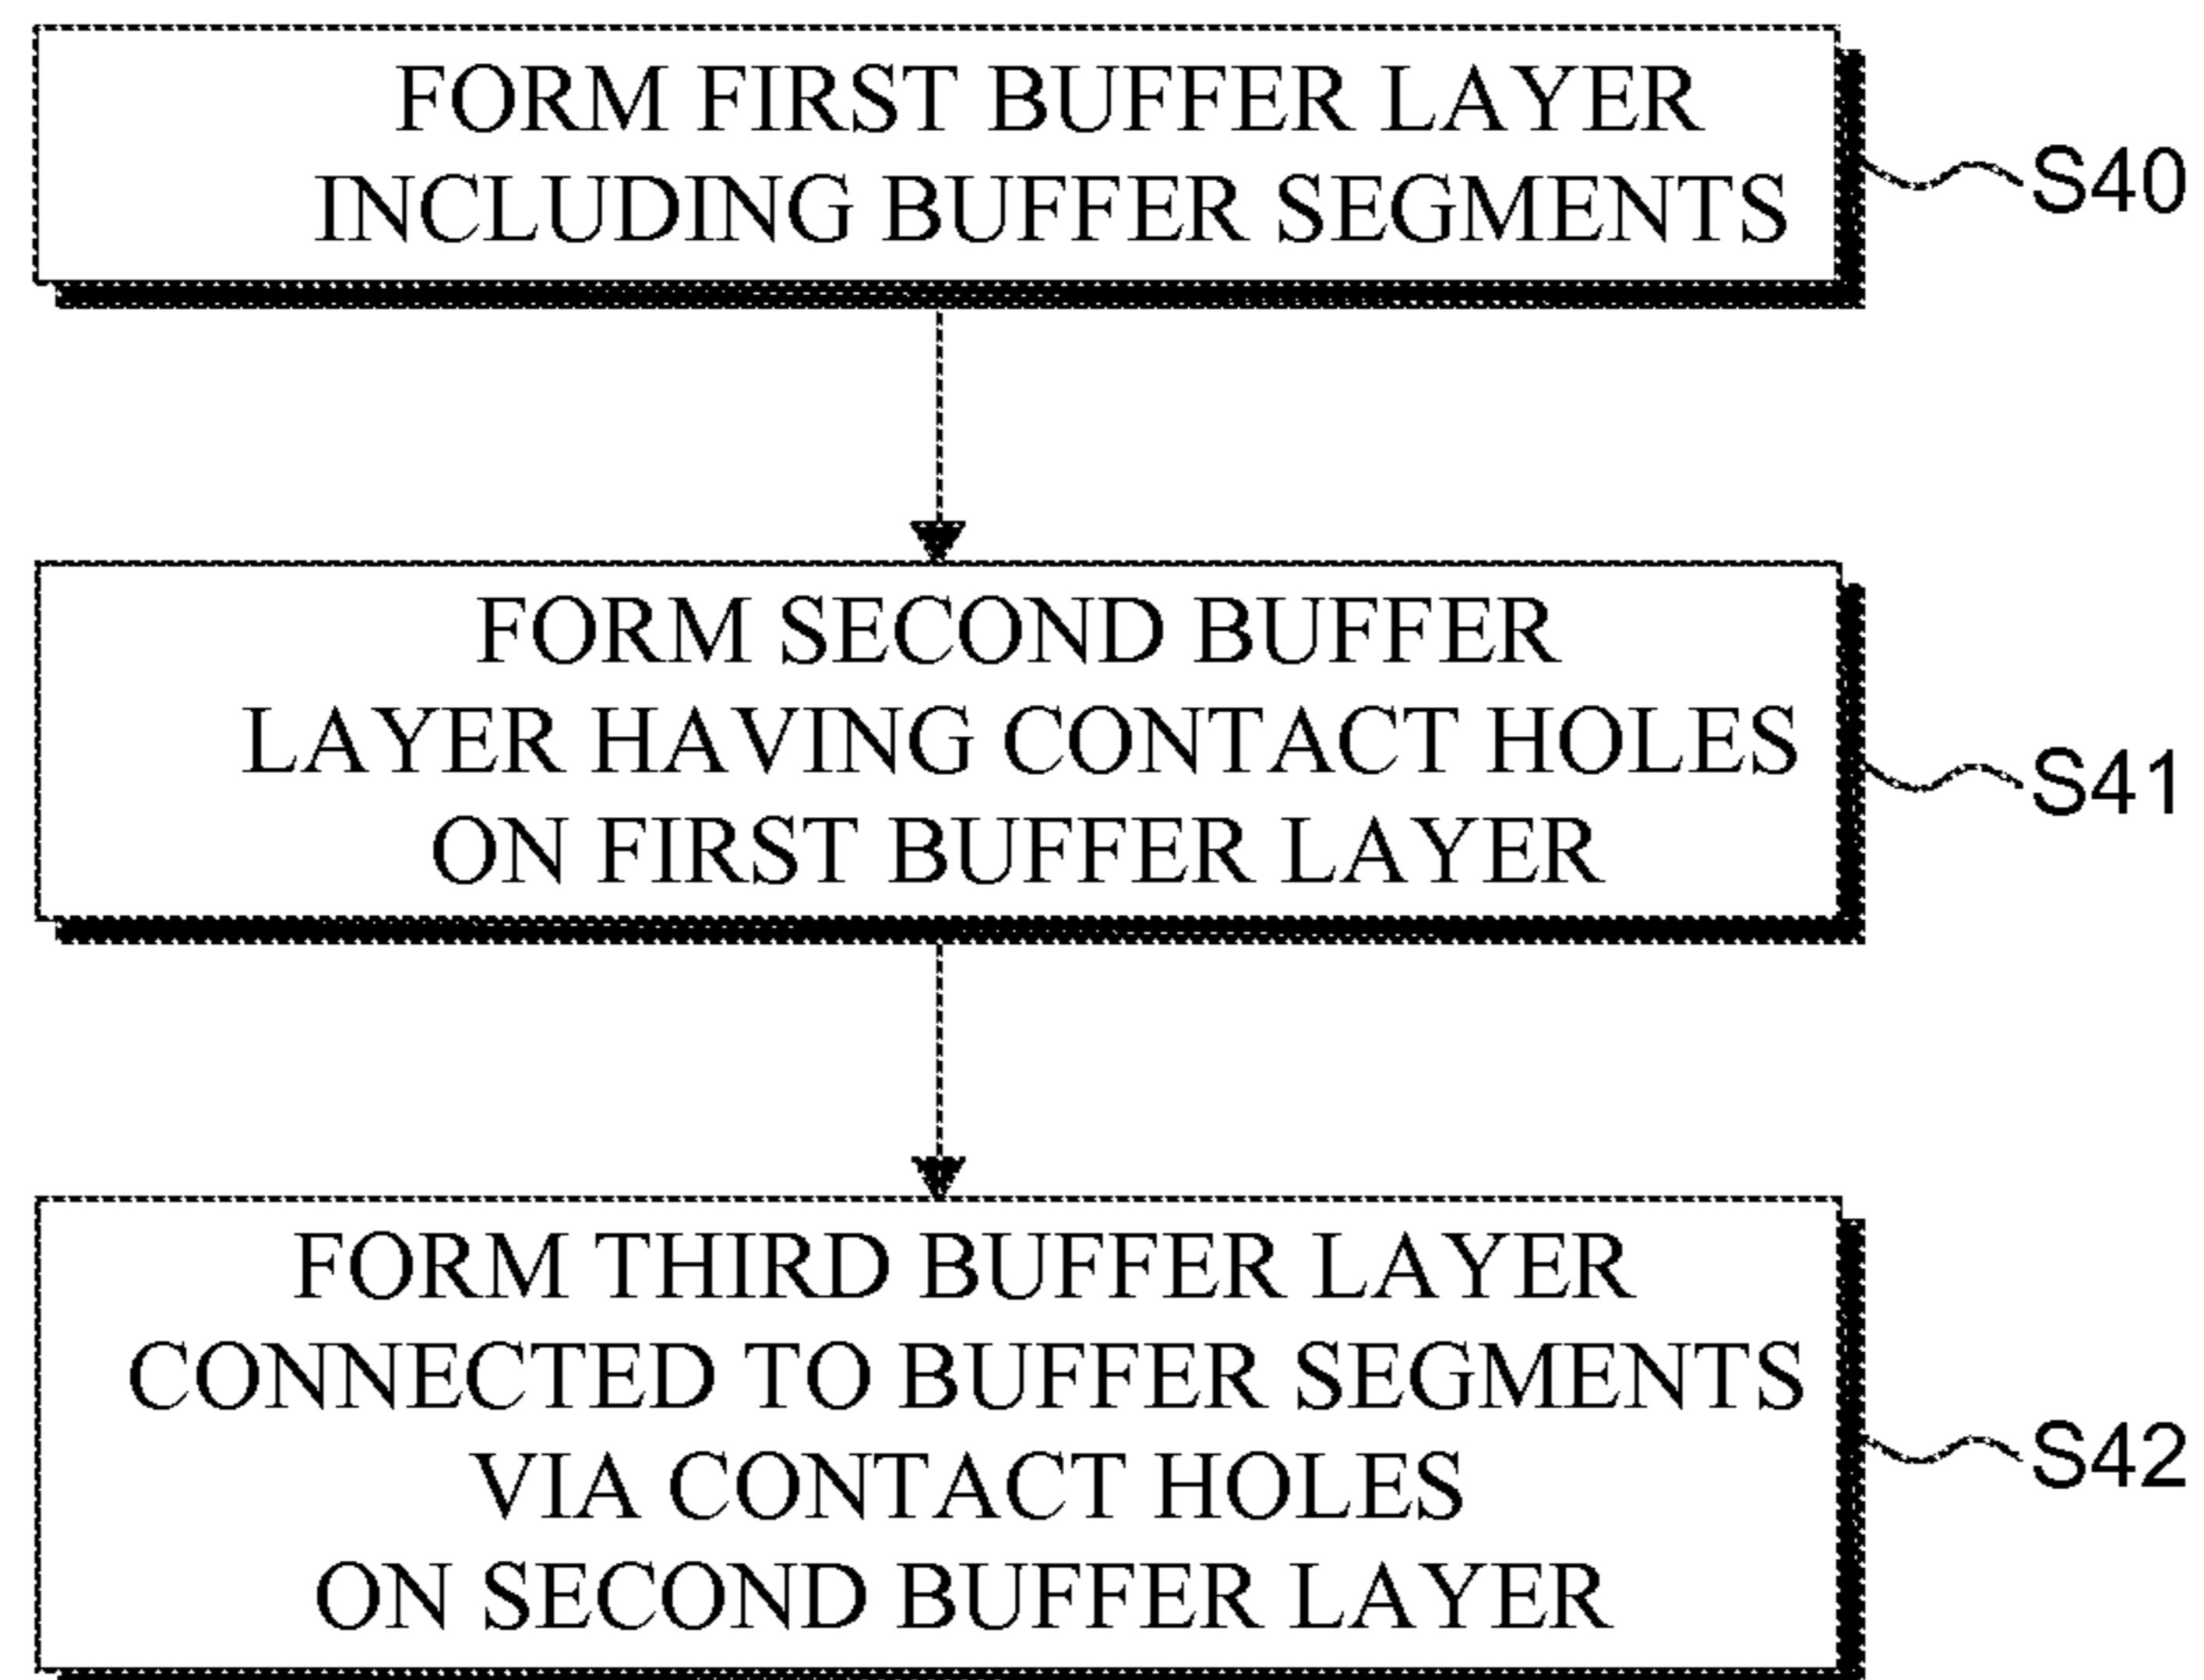 FORM FIRST BUFFER LAYER
INCLUDING BUFFER SEGMENTS
S40
FORM SECOND BUFFER
LAYER HAVING CONTACT HOLES
ON FIRST BUFFER LAYER
S41
FORM THIRD BUFFER LAYER
CONNECTED TO BUFFER SEGMENTS
VIA CONTACT HOLES
ON SECOND BUFFER LAYER
S42